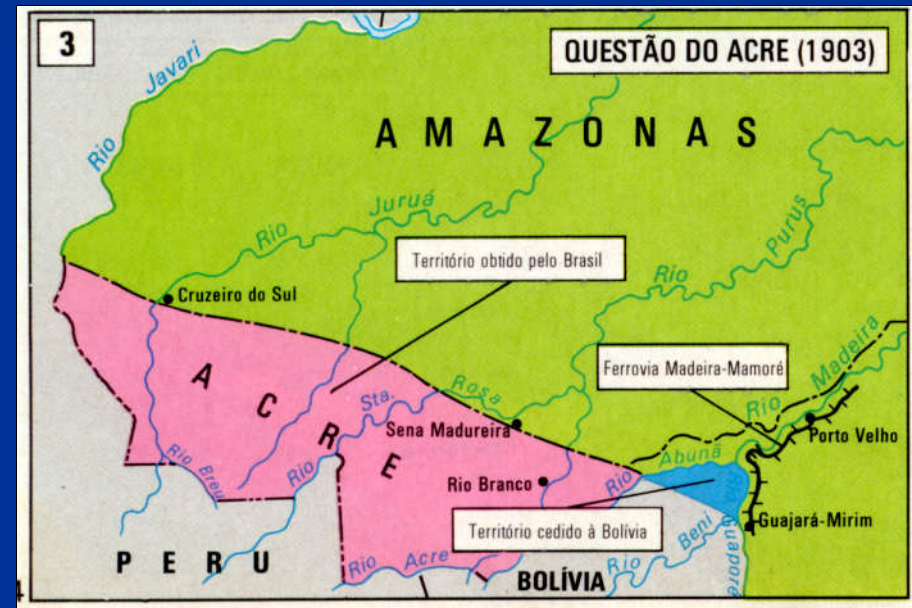 3
QUESTÃO DO ACRE (1903)
Rio Javari
AMAZONAS
Rio Juruá
Território obtido pelo Brasil
Rio Purus
Cruzeiro do Sul
Ferrovia Madeira-Mamoré
Rio Madeira
ACRE
Rio Sta. Rosa
Sena Madureira
Porto Velho
Rio Abunã
Rio Breu
Rio Branco
Território cedido à Bolívia
Guajará-Mirim
Rio Beni
Rio Guaporé
PERU
Rio Acre
BOLÍVIA